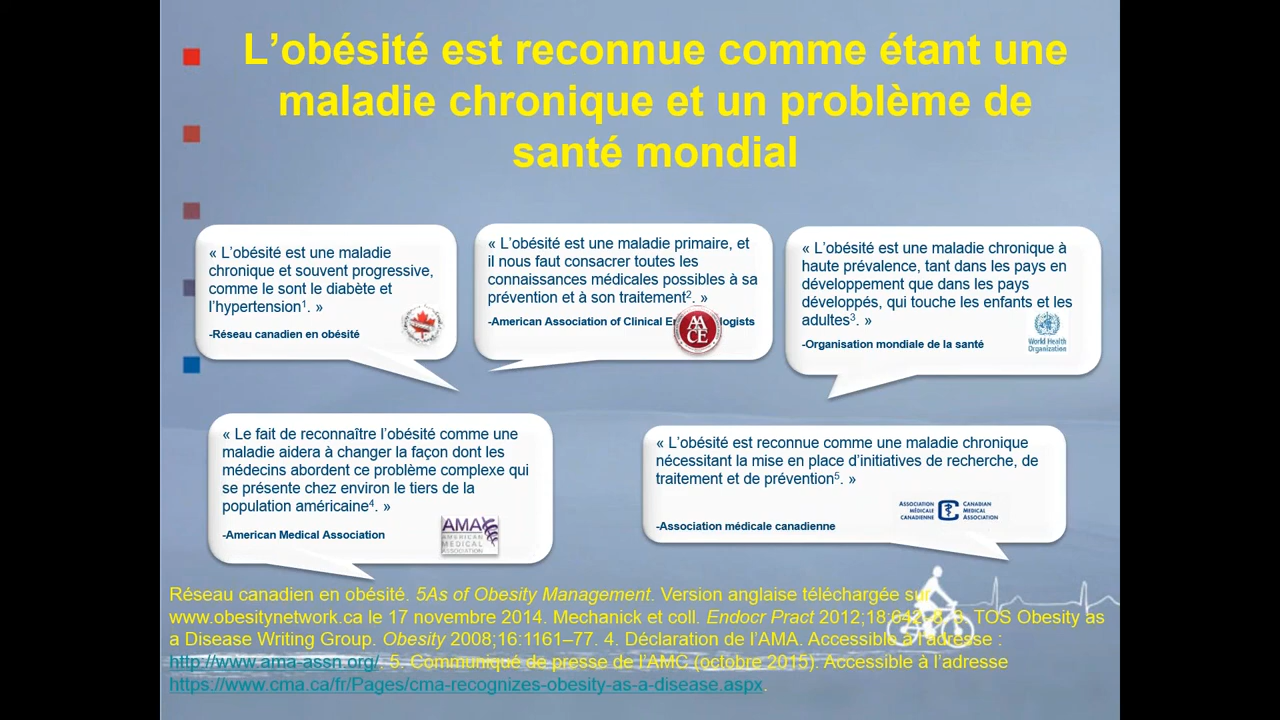 L’obésité est reconnue comme étant une
maladie chronique et un problème de
santé mondial
« L’obésité est une maladie
chronique et souvent progressive,
comme le sont le diabète et
l’hypertension¹. »
-Réseau canadien en obésité
« L’obésité est une maladie primaire, et
il nous faut consacrer toutes les
connaissances médicales possibles à sa
prévention et à son traitement². »
-American Association of Clinical
AACE
« L’obésité est une maladie chronique à
haute prévalence, tant dans les pays en
développement que dans les pays
développés, qui touche les enfants et les
adultes³. »
-Organisation mondiale de la santé
World Health
Organization
« Le fait de reconnaître l’obésité comme une
maladie aidera à changer la façon dont les
médecins abordent ce problème complexe qui
se présente chez environ le tiers de la
population américaine⁴. »
-American Medical Association
AMA
AMERICAN
MEDICAL
ASSOCIATION
« L’obésité est reconnue comme une maladie chronique
nécessitant la mise en place d’initiatives de recherche, de
traitement et de prévention⁵. »
-Association médicale canadienne
ASSOCIATION MÉDICALE CANADIENNE
CANADIAN MEDICAL ASSOCIATION
Réseau canadien en obésité. 5As of Obesity Management. Version anglaise téléchargée sur
www.obesitynetwork.ca le 17 novembre 2014. Mechanick et coll. Endocr Pract 2012;18: TOS Obesity as
a Disease Writing Group. Obesity 2008;16:1161–77. 4. Déclaration de l’AMA. Accessible à l’adresse :
http://www.ama-assn.org/. 5. Communiqué de presse de l’AMC (octobre 2015). Accessible à l’adresse
https://www.cma.ca/fr/Pages/cma-recognizes-obesity-as-a-disease.aspx.